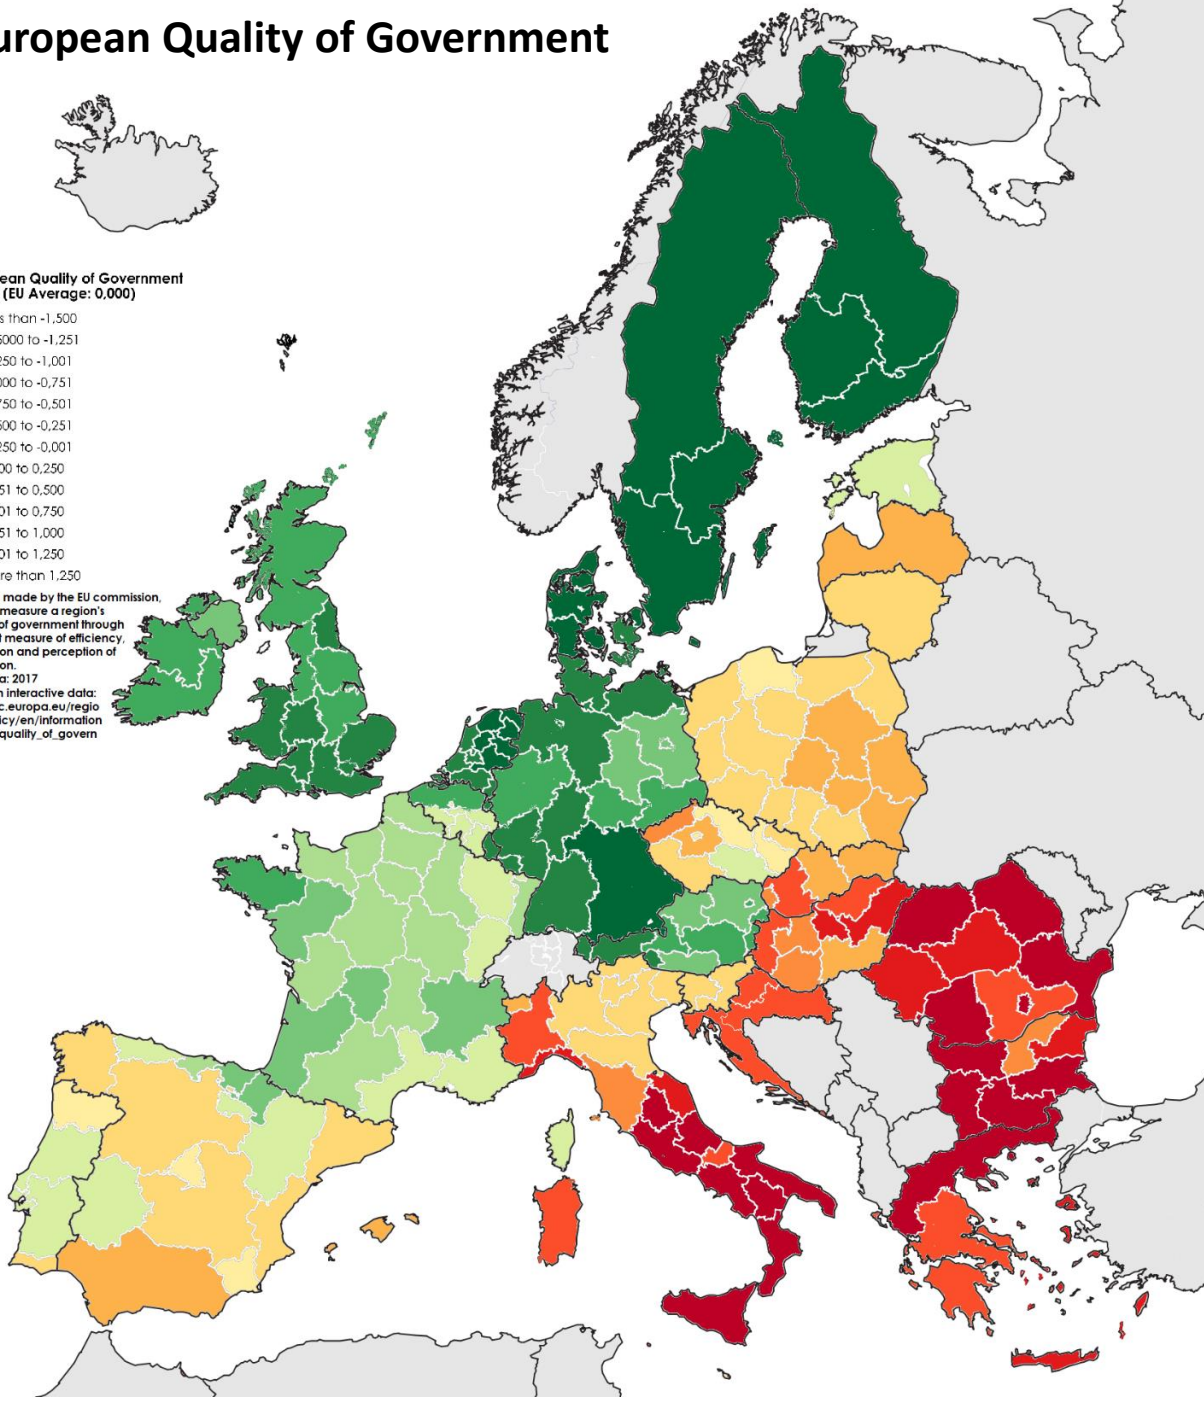 uropean Quality of Government
ean Quality of Government
(EU Average: 0,000)
s than -1,500
5000 to -1,251
250 to -1,001
000 to -0,751
750 to -0,501
500 to -0,251
250 to -0,001
00 to 0,250
51 to 0,500
01 to 0,750
51 to 1,000
01 to 1,250
re than 1,250
made by the EU commission,
measure a region's
of government through
t measure of efficiency,
on and perception of
on.
a: 2017
n interactive data:
c.europa.eu/regio
icy/en/information
quality_of_govern